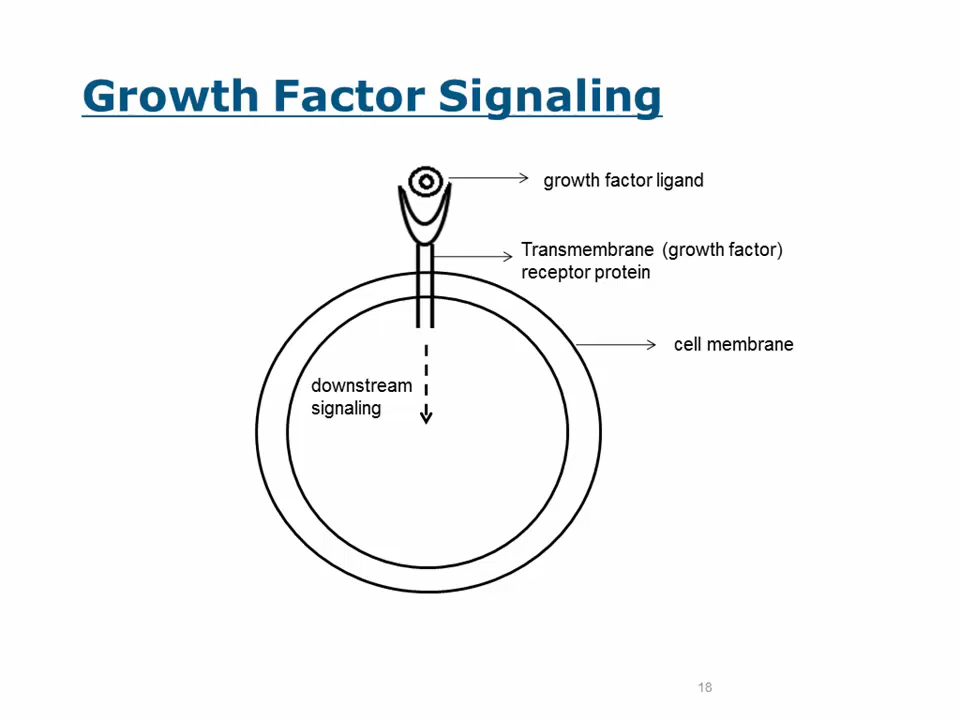 Growth Factor Signaling
growth factor ligand
Transmembrane (growth factor)
receptor protein
cell membrane
downstream
signaling
18